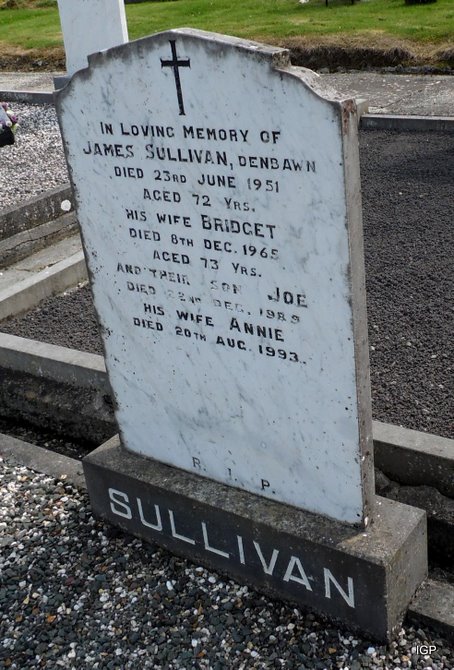 IN LOVING MEMORY OF
JAMES SULLIVAN, DENBAWN
DIED 23RD JUNE 1951
AGED 72 YRS.
HIS WIFE BRIDGET
DIED 8TH DEC. 1965
AGED 73 YRS.
AND THEIR SON JOE
DIED 22ND DEC. 1989
HIS WIFE ANNIE
DIED 20TH AUG. 1993.
R. I. P.
SULLIVAN
IGP